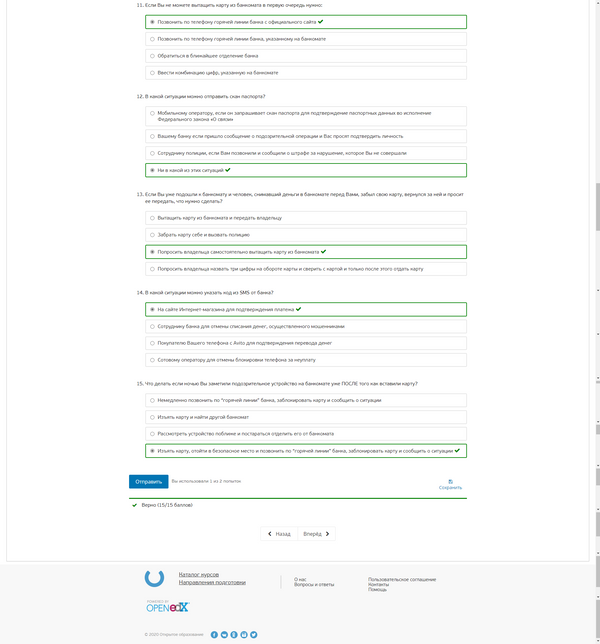 11. Если Вы не можете вытащить карту из банкомата в первую очередь нужно:
Позвонить по телефону горячей линии банка с официального сайта
Позвонить по телефону горячей линии банка, указанному на банкомате
Обратиться в ближайшее отделение банка
Ввести комбинацию цифр, указанную на банкомате
12. В какой ситуации можно отправить скан паспорта?
Мобильному оператору, если он запрашивает скан паспорта для подтверждения паспортных данных во исполнение
Федерального закона «О связи»
Вашему банку если пришло сообщение о подозрительной операции и Вас просят подтвердить личность
Сотруднику полиции, если Вам позвонили и сообщили о штрафе за нарушение, которое Вы не совершали
Ни в какой из этих ситуаций
13. Если Вы уже подошли к банкомату и человек, снимавший деньги в банкомате перед Вами, забыл свою карту, вернулся за ней и просит
ее передать, что нужно сделать?
Вытащить карту из банкомата и передать владельцу
Забрать карту себе и вызвать полицию
Попросить владельца самостоятельно вытащить карту из банкомата
Попросить владельца назвать три цифры на обороте карты и сверить с картой и только после этого отдать карту
14. В какой ситуации можно указать код из SMS от банка?
На сайте Интернет-магазина для подтверждения платежа
Сотруднику банка для отмены списания денег, осуществленного мошенниками
Покупателю Вашего телефона с Avito для подтверждения перевода денег
Сотовому оператору для отмены блокировки телефона за неуплату
15. Что делать если ночью Вы заметили подозрительное устройство на банкомате уже ПОСЛЕ того как вставили карту?
Немедленно позвонить по "горячей линии" банка, заблокировать карту и сообщить о ситуации
Изъять карту и найти другой банкомат
Рассмотреть устройство поближе и постараться отделить его от банкомата
Изъять карту, отойти в безопасное место и позвонить по "горячей линии" банка, заблокировать карту и сообщить о ситуации
Отправить
Вы использовали 1 из 2 попыток
Сохранить
Верно (15/15 баллов)
Назад
Вперёд
Каталог курсов
Направления подготовки
О нас
Вопросы и ответы
Пользовательское соглашение
Контакты
Помощь
POWERED BY
OPEN edX
© 2020 Открытое образование